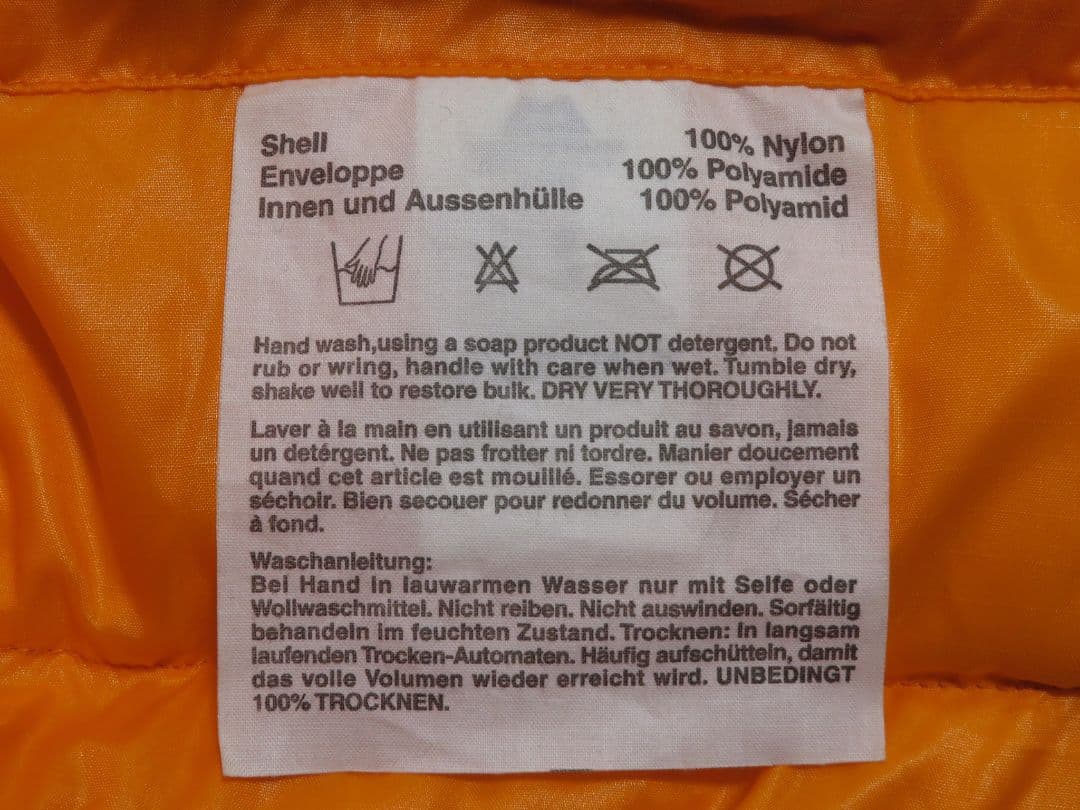 Shell 100% Nylon
Enveloppe 100% Polyamide
Innen und Aussenhülle 100% Polyamid
Hand wash,using a soap product NOT detergent. Do not
rub or wring, handle with care when wet. Tumble dry,
shake well to restore bulk. DRY VERY THOROUGHLY.
Laver à la main en utilisant un produit au savon, jamais
un detérgent. Ne pas frotter ni tordre. Manier doucement
quand cet article est mouillé. Essorer ou employer un
séchoir. Bien secouer pour redonner du volume. Sécher
à fond.
Waschanleitung:
Bei Hand in lauwarmen Wasser nur mit Seife oder
Wollwaschmittel. Nicht reiben. Nicht auswinden. Sorfältig
behandeln im feuchten Zustand. Trocknen: in langsam
laufenden Trocken-Automaten. Häufig aufschütteln, damit
das volle Volumen wieder erreicht wird. UNBEDINGT
100% TROCKNEN.